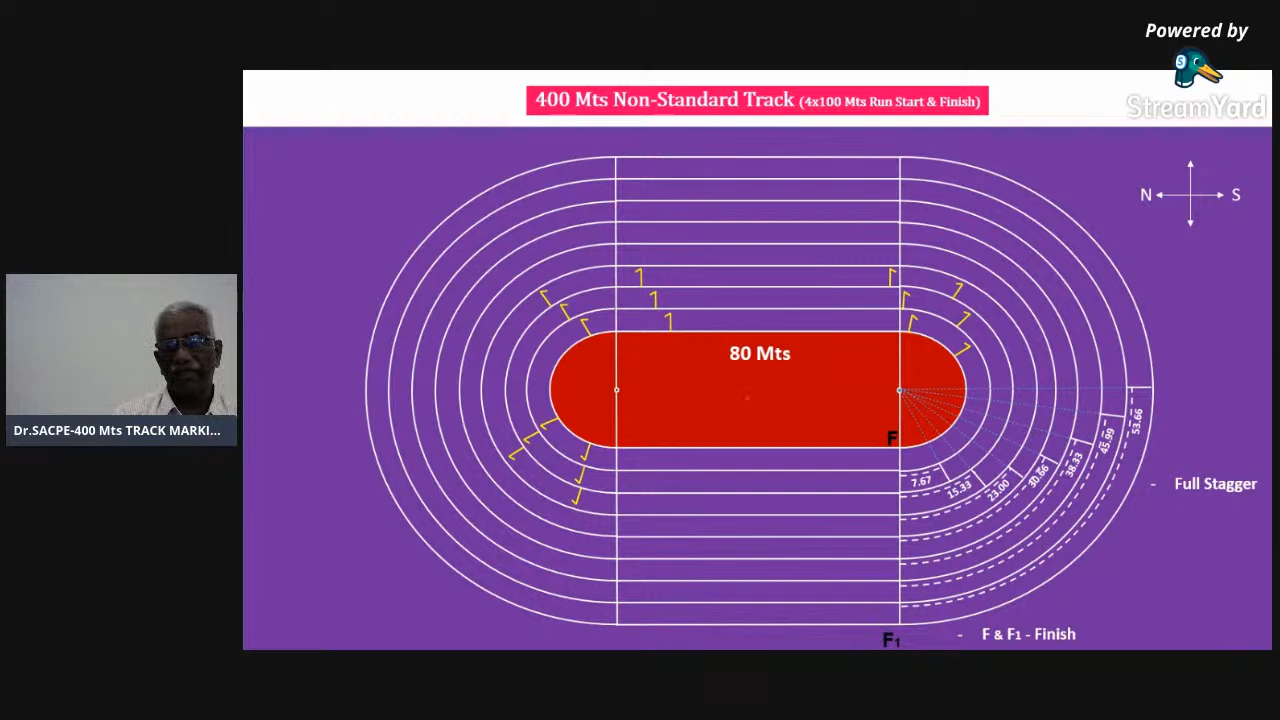 Powered by
S
StreamYard
400 Mts Non-Standard Track (4x100 Mts Run Start & Finish)
N
S
80 Mts
F
7.67
15.33
23.00
30.66
38.33
45.99
53.66
- Full Stagger
F1
- F & F1 - Finish
Dr.SACPE-400 Mts TRACK MARKI...